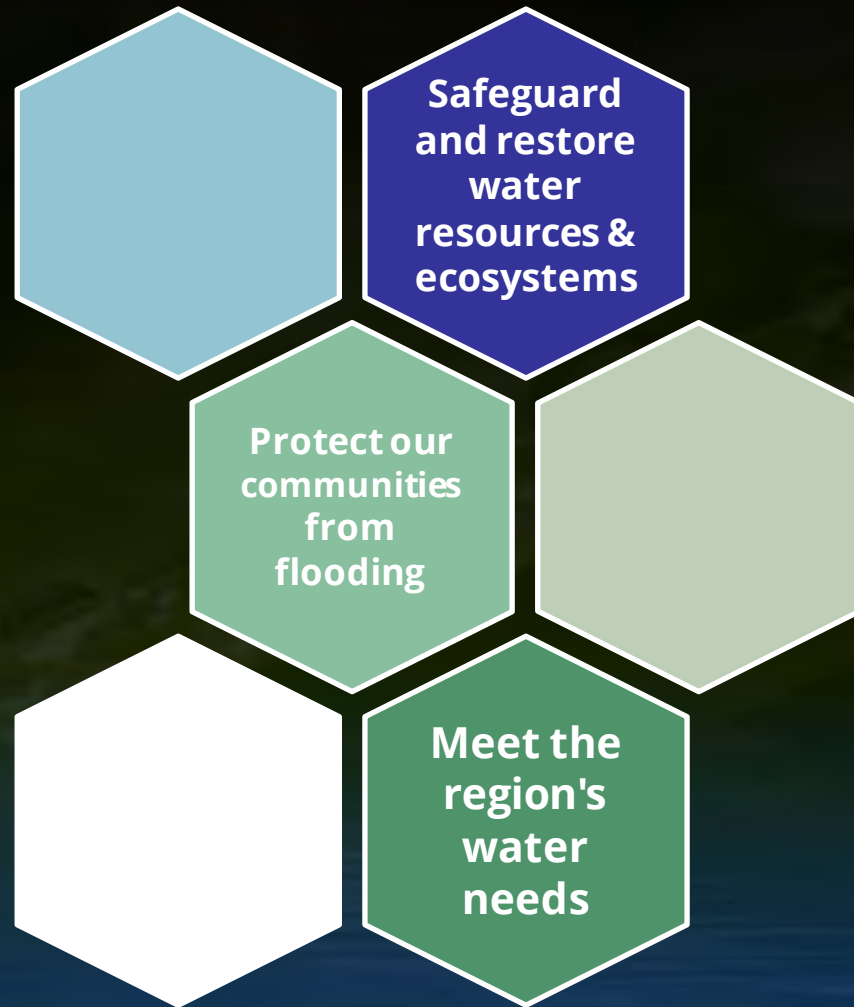 Safeguard
and restore
water
resources &
ecosystems
Protect our
communities
from
flooding
Meet the
region's
water
needs